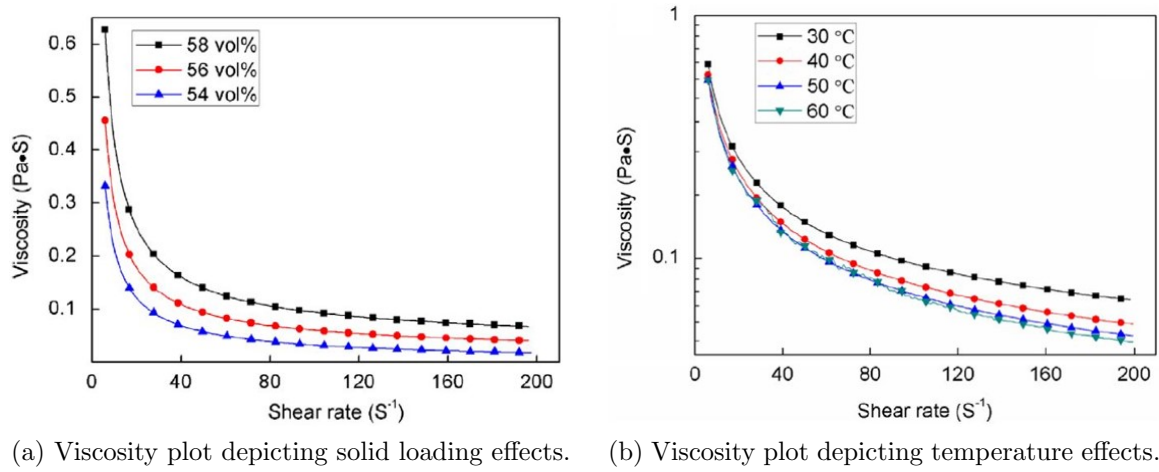 0.6
0.5
0.4
0.3
0.2
0.1
Viscosity (Pa•S)
58 vol%
56 vol%
54 vol%
0 40 80 120 160 200
Shear rate (S⁻¹)
(a) Viscosity plot depicting solid loading effects.
1
0.1
Viscosity (Pa•S)
30 °C
40 °C
50 °C
60 °C
0 40 80 120 160 200
Shear rate (S⁻¹)
(b) Viscosity plot depicting temperature effects.